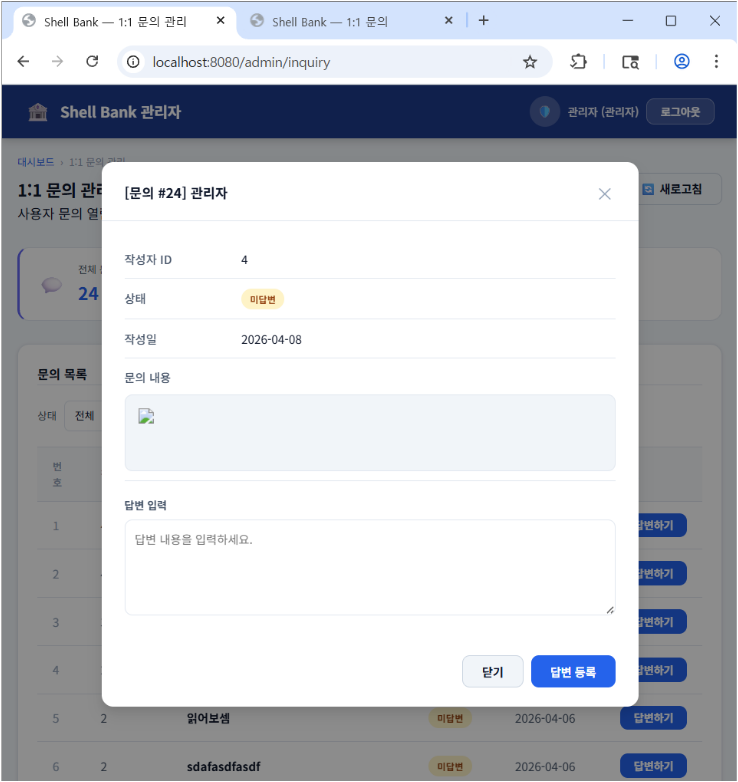 Shell Bank — 1:1 문의 관리
Shell Bank — 1:1 문의
localhost:8080/admin/inquiry
Shell Bank 관리자
관리자 (관리자)
로그아웃
대시보드 › 1:1 문의 관리
1:1 문의 관리
새로고침
사용자 문의 열
전체
24
[문의 #24] 관리자
작성자 ID 4
상태 미답변
작성일 2026-04-08
문의 내용
답변 입력
답변 내용을 입력하세요.
닫기 답변 등록
문의 목록
상태 전체
번호
1 답변하기
2 답변하기
3 답변하기
4 답변하기
5 2 읽어보셈 미답변 2026-04-06 답변하기
6 2 sdafasdfasdf 미답변 2026-04-06 답변하기